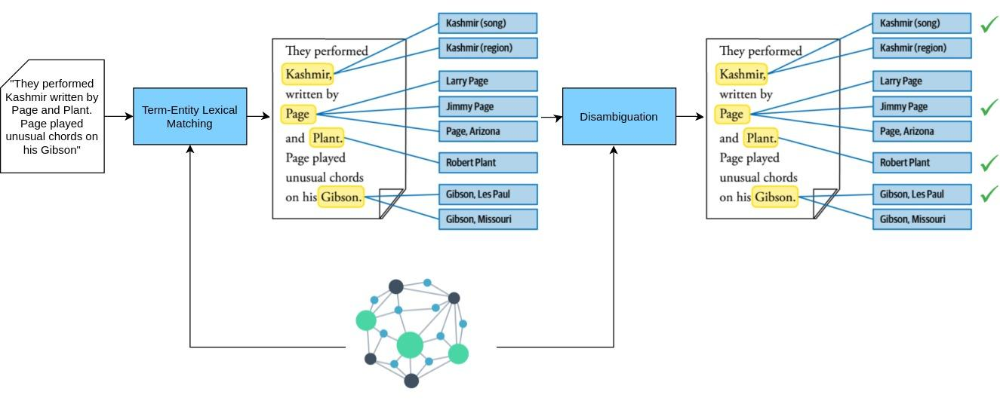 "They performed
Kashmir written by
Page and Plant.
Page played
unusual chords on
his Gibson"
Term-Entity Lexical
Matching
They performed
Kashmir,
written by
Page
and Plant.
Page played
unusual chords
on his Gibson.
Kashmir (song)
Kashmir (region)
Larry Page
Jimmy Page
Page, Arizona
Robert Plant
Gibson, Les Paul
Gibson, Missouri
Disambiguation
They performed
Kashmir,
written by
Page
and Plant.
Page played
unusual chords
on his Gibson.
Kashmir (song)
Kashmir (region)
Larry Page
Jimmy Page
Page, Arizona
Robert Plant
Gibson, Les Paul
Gibson, Missouri